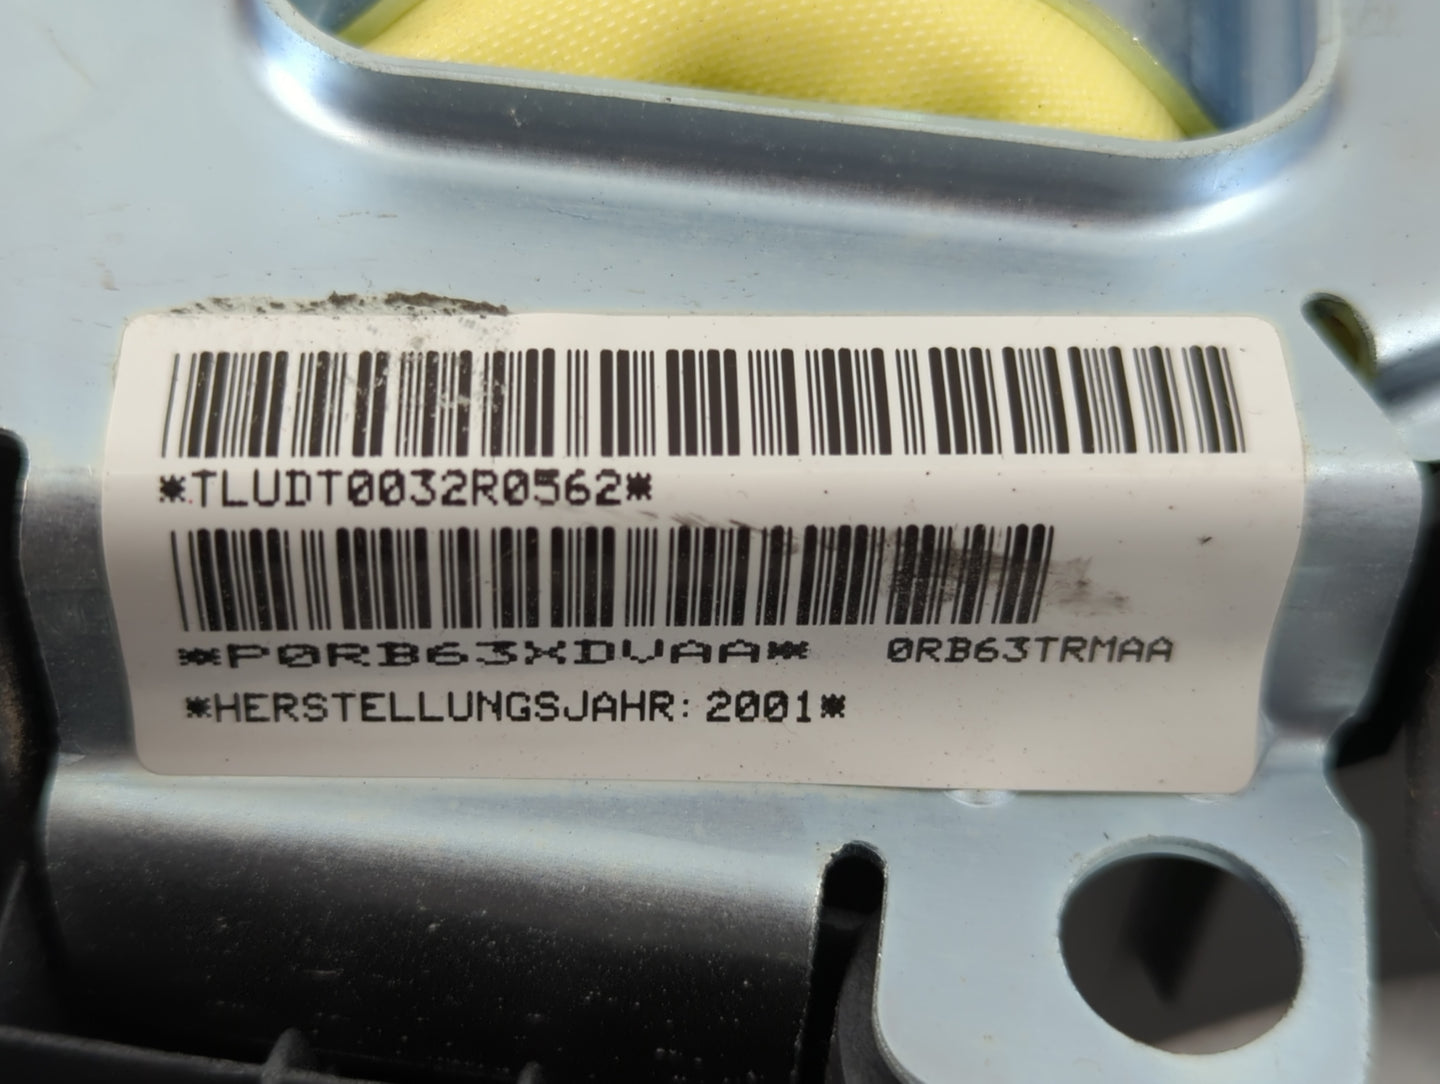 *TLUDT0032R0562*
*P0RB63XDVAA* 0RB63TRMAA
*HERSTELLUNGSJAHR: 2001*